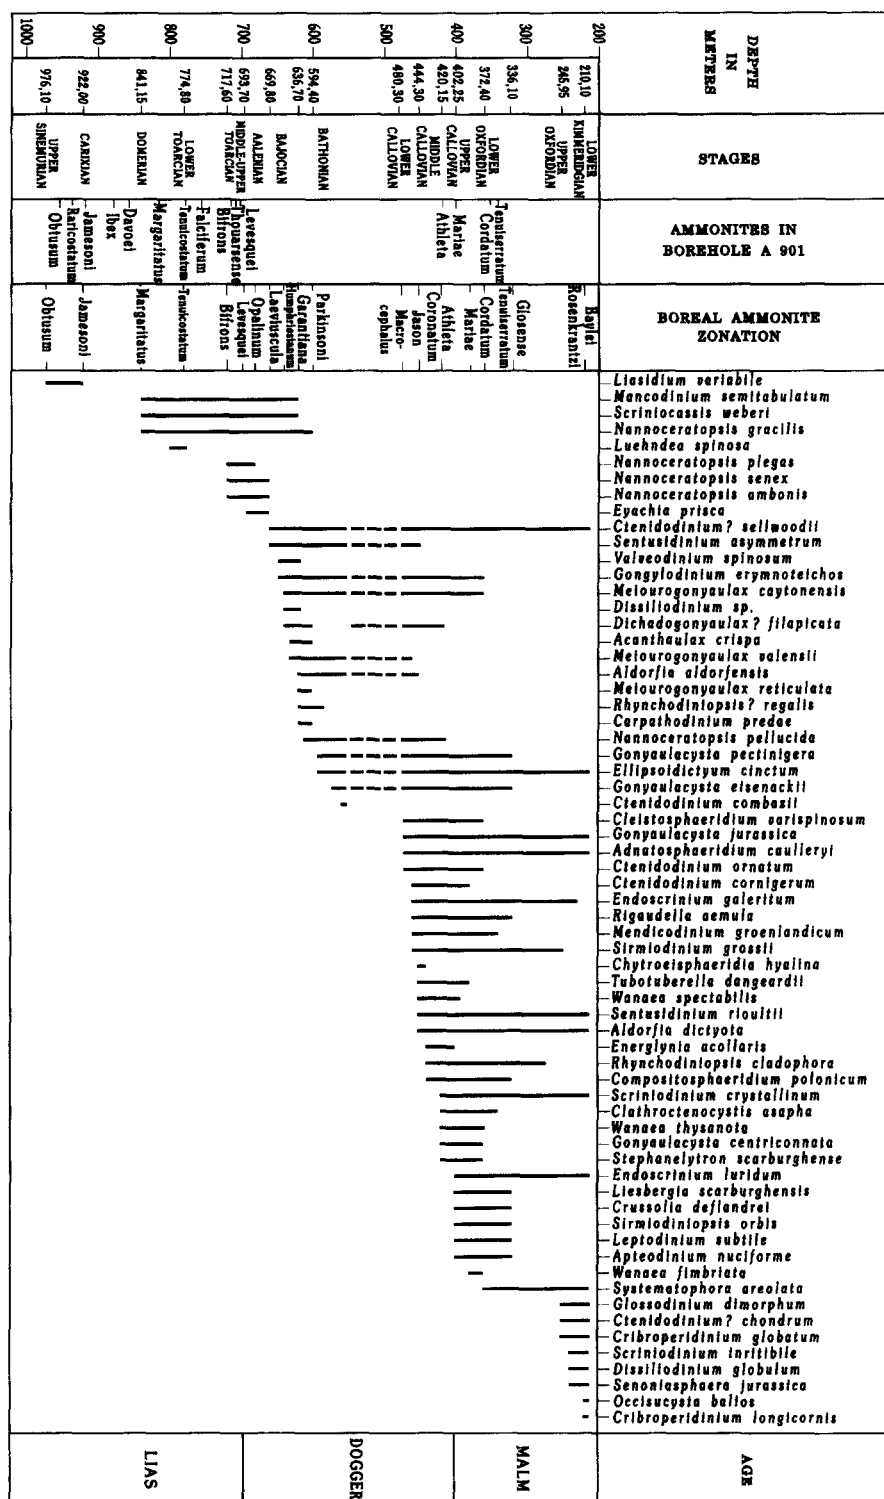 DEPTH
IN
METERS
200
300
400
500
600
700
800
900
1000
210,10
245,95
336,10
372,40
402,25
420,15
444,30
480,30
594,40
636,70
669,80
693,70
717,60
774,80
841,15
922,00
976,10
STAGES
LOWER
KIMMERIDGIAN
UPPER
OXFORDIAN
LOWER
OXFORDIAN
UPPER
CALLOVIAN
MIDDLE
CALLOVIAN
LOWER
CALLOVIAN
BATHONIAN
BAJOCIAN
AALENIAN
MIDDLE-UPPER
TOARCIAN
LOWER
TOARCIAN
DOMERIAN
CARIXIAN
UPPER
SINEMURIAN
AMMONITES IN
BOREHOLE A 901
Tenuiserratum
Cordatum
Mariae
Athleta
Levesquei
Thouarsense
Bifrons
Falciferum
Tenuicostatum
Margaritatus
Davoei
Ibex
Jamesoni
Raricostatum
Obtusum
BOREAL AMMONITE
ZONATION
Baylei
Rosenkrantzi
Glosense
Tenuiserratum
Cordatum
Mariae
Athleta
Coronatum
Jason
Macro-
cephalus
Parkinsoni
Garantiana
Humphriesianum
Laeviuscula
Opalinum
Levesquei
Bifrons
Tenuicostatum
Margaritatus
Jamesoni
Obtusum
Liasidium variabile
Mancodinium semitabulatum
Scriniocassis weberi
Nannoceratopsis gracilis
Luehndea spinosa
Nannoceratopsis plegas
Nannoceratopsis senex
Nannoceratopsis ambonis
Eyachia prisca
Ctenidodinium? sellwoodii
Sentusidinium asymmetrum
Valveodinium spinosum
Gongylodinium erymnoteichos
Meiourogonyaulax caytonensis
Dissiliodinium sp.
Dichadogonyaulax? filapicata
Acanthaulax crispa
Meiourogonyaulax valensii
Aldorfia aldorfensis
Meiourogonyaulax reticulata
Rhynchodiniopsis? regalis
Carpathodinium predae
Nannoceratopsis pellucida
Gonyaulacysta pectinigera
Ellipsoidictyum cinctum
Gonyaulacysta eisenackii
Ctenidodinium combazii
Cleistosphaeridium varispinosum
Gonyaulacysta jurassica
Adnatosphaeridium caulleryi
Ctenidodinium ornatum
Ctenidodinium cornigerum
Endoscrinium galeritum
Rigaudella aemula
Mendicodinium groenlandicum
Sirmiodinium grossii
Chytroeisphaeridia hyalina
Tubotuberella dangeardii
Wanaea spectabilis
Sentusidinium rioultii
Aldorfia dictyota
Energlynia acollaris
Rhynchodiniopsis cladophora
Compositosphaeridium polonicum
Scriniodinium crystallinum
Clathroctenocystis asapha
Wanaea thysanota
Gonyaulacysta centriconnata
Stephanelytron scarburghense
Endoscrinium luridum
Liesbergia scarburghensis
Crussolia deflandrei
Sirmiodiniopsis orbis
Leptodinium subtile
Apteodinium nuciforme
Wanaea fimbriata
Systematophora areolata
Glossodinium dimorphum
Ctenidodinium? chondrum
Cribroperidinium globatum
Scriniodinium inritibile
Dissiliodinium globulum
Senoniasphaera jurassica
Occisucysta balios
Cribroperidinium longicornis
AGE
MALM
DOGGER
LIAS